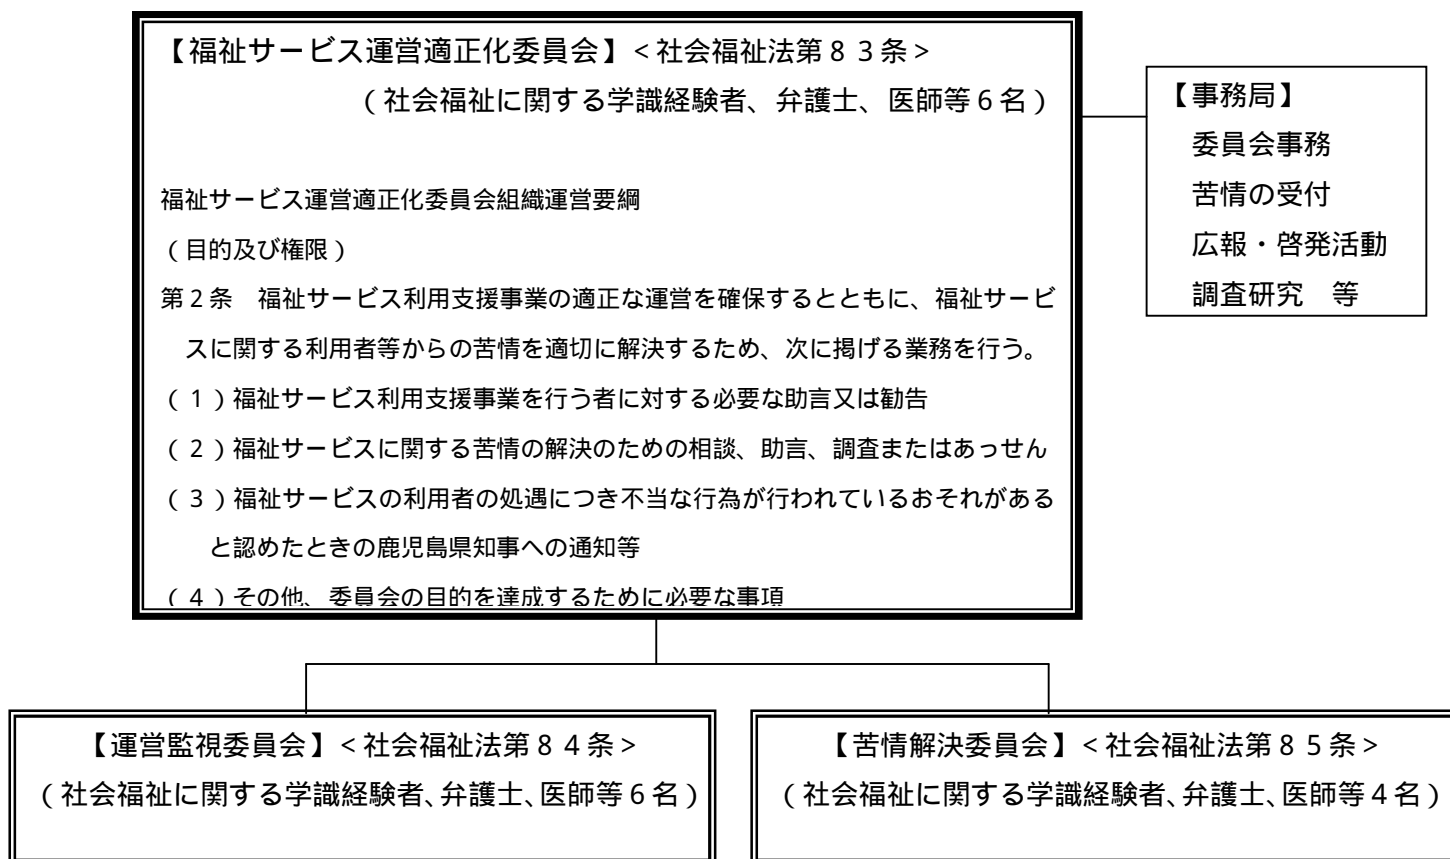 【福祉サービス運営適正化委員会】<社会福祉法第８３条>
（社会福祉に関する学識経験者、弁護士、医師等６名）
福祉サービス運営適正化委員会組織運営要綱
（目的及び権限）
第２条　福祉サービス利用支援事業の適正な運営を確保するとともに、福祉サービ
スに関する利用者等からの苦情を適切に解決するため、次に掲げる業務を行う。
（１）福祉サービス利用支援事業を行う者に対する必要な助言又は勧告
（２）福祉サービスに関する苦情の解決のための相談、助言、調査またはあっせん
（３）福祉サービスの利用者の処遇につき不当な行為が行われているおそれがある
と認めたときの鹿児島県知事への通知等
（４）その他、委員会の目的を達成するために必要な事項
【事務局】
委員会事務
苦情の受付
広報・啓発活動
調査研究　等
【運営監視委員会】<社会福祉法第８４条>
（社会福祉に関する学識経験者、弁護士、医師等６名）
【苦情解決委員会】<社会福祉法第８５条>
（社会福祉に関する学識経験者、弁護士、医師等４名）